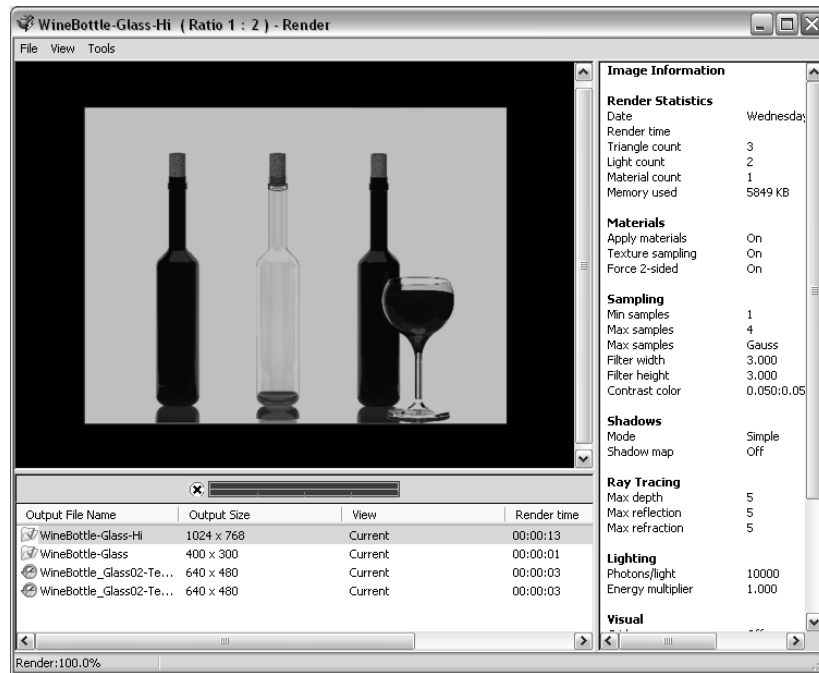 WineBottle-Glass-Hi ( Ratio 1 : 2 ) - Render
File View Tools
Image Information
Render Statistics
Date Wednesday
Render time
Triangle count 3
Light count 2
Material count 1
Memory used 5849 KB
Materials
Apply materials On
Texture sampling On
Force 2-sided On
Sampling
Min samples 1
Max samples 4
Max samples Gauss
Filter width 3.000
Filter height 3.000
Contrast color 0.050:0.05
Shadows
Mode Simple
Shadow map Off
Ray Tracing
Max depth 5
Max reflection 5
Max refraction 5
Lighting
Photons/light 10000
Energy multiplier 1.000
Visual
Output File Name Output Size View Render time
WineBottle-Glass-Hi 1024 x 768 Current 00:00:13
WineBottle-Glass 400 x 300 Current 00:00:01
WineBottle_Glass02-Te... 640 x 480 Current 00:00:03
WineBottle_Glass02-Te... 640 x 480 Current 00:00:03
Render:100.0%